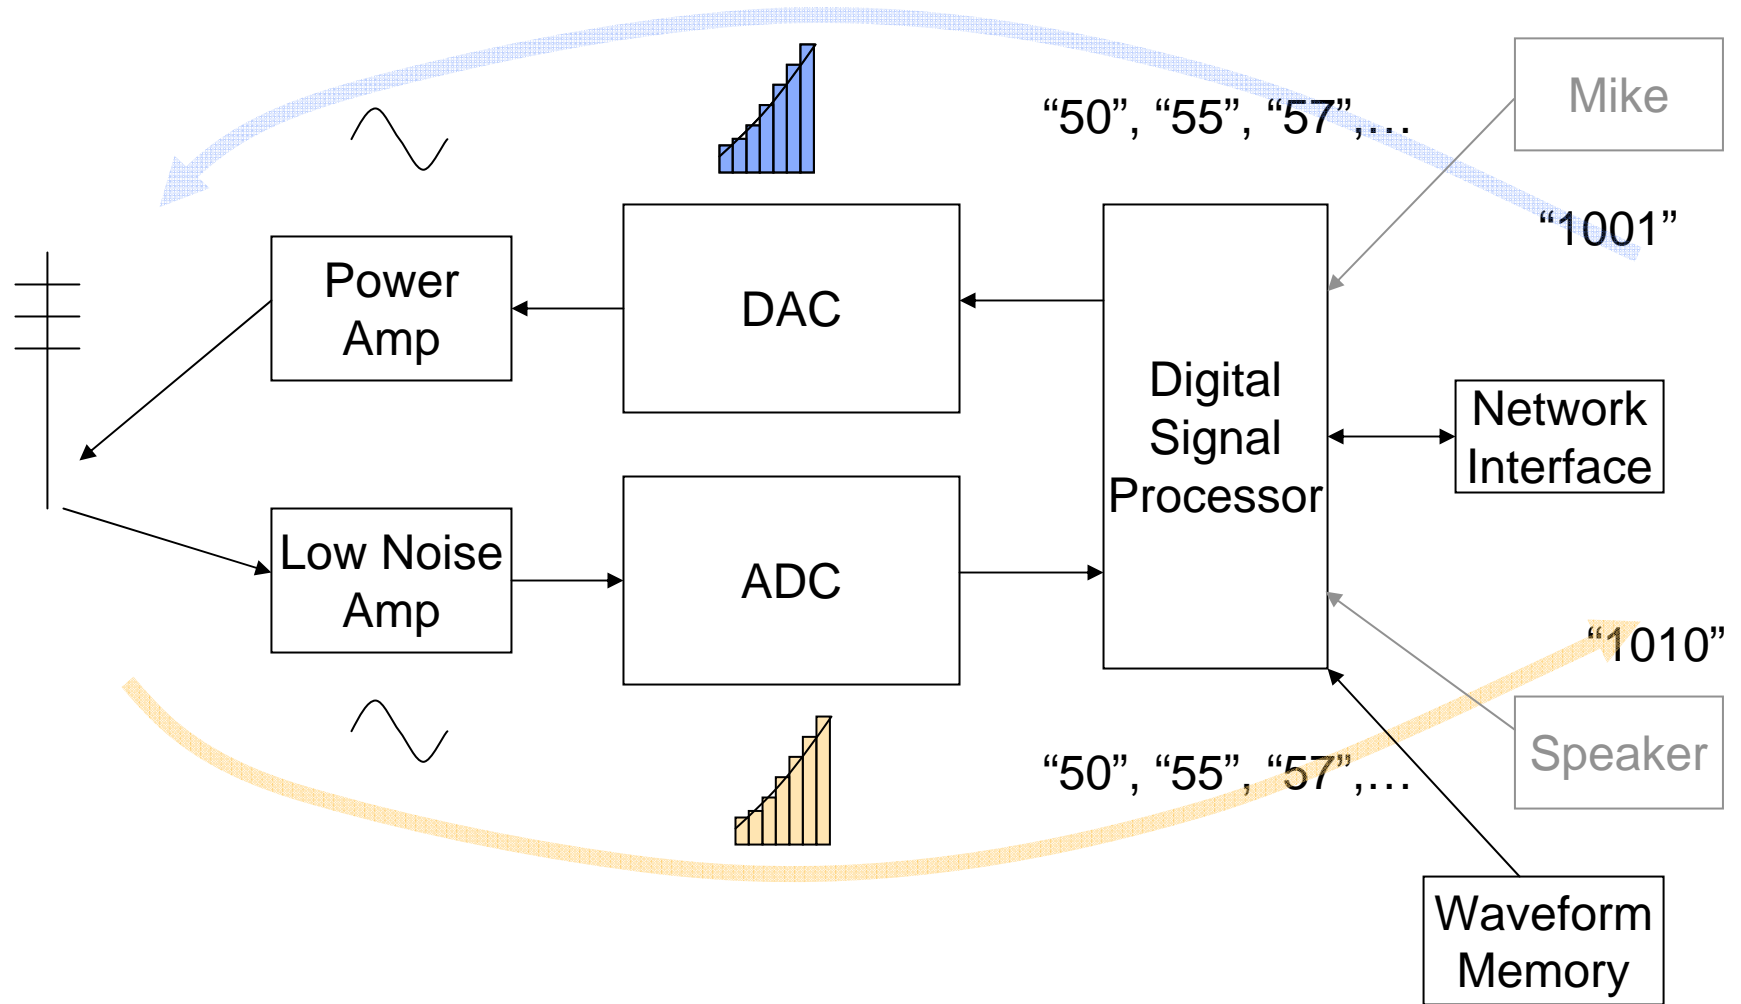 Mike
“50”, “55”, “57”,...
“1001”
Power
Amp
DAC
Digital
Signal
Processor
Network
Interface
Low Noise
Amp
ADC
“1010”
“50”, “55”, “57”,...
Speaker
Waveform
Memory